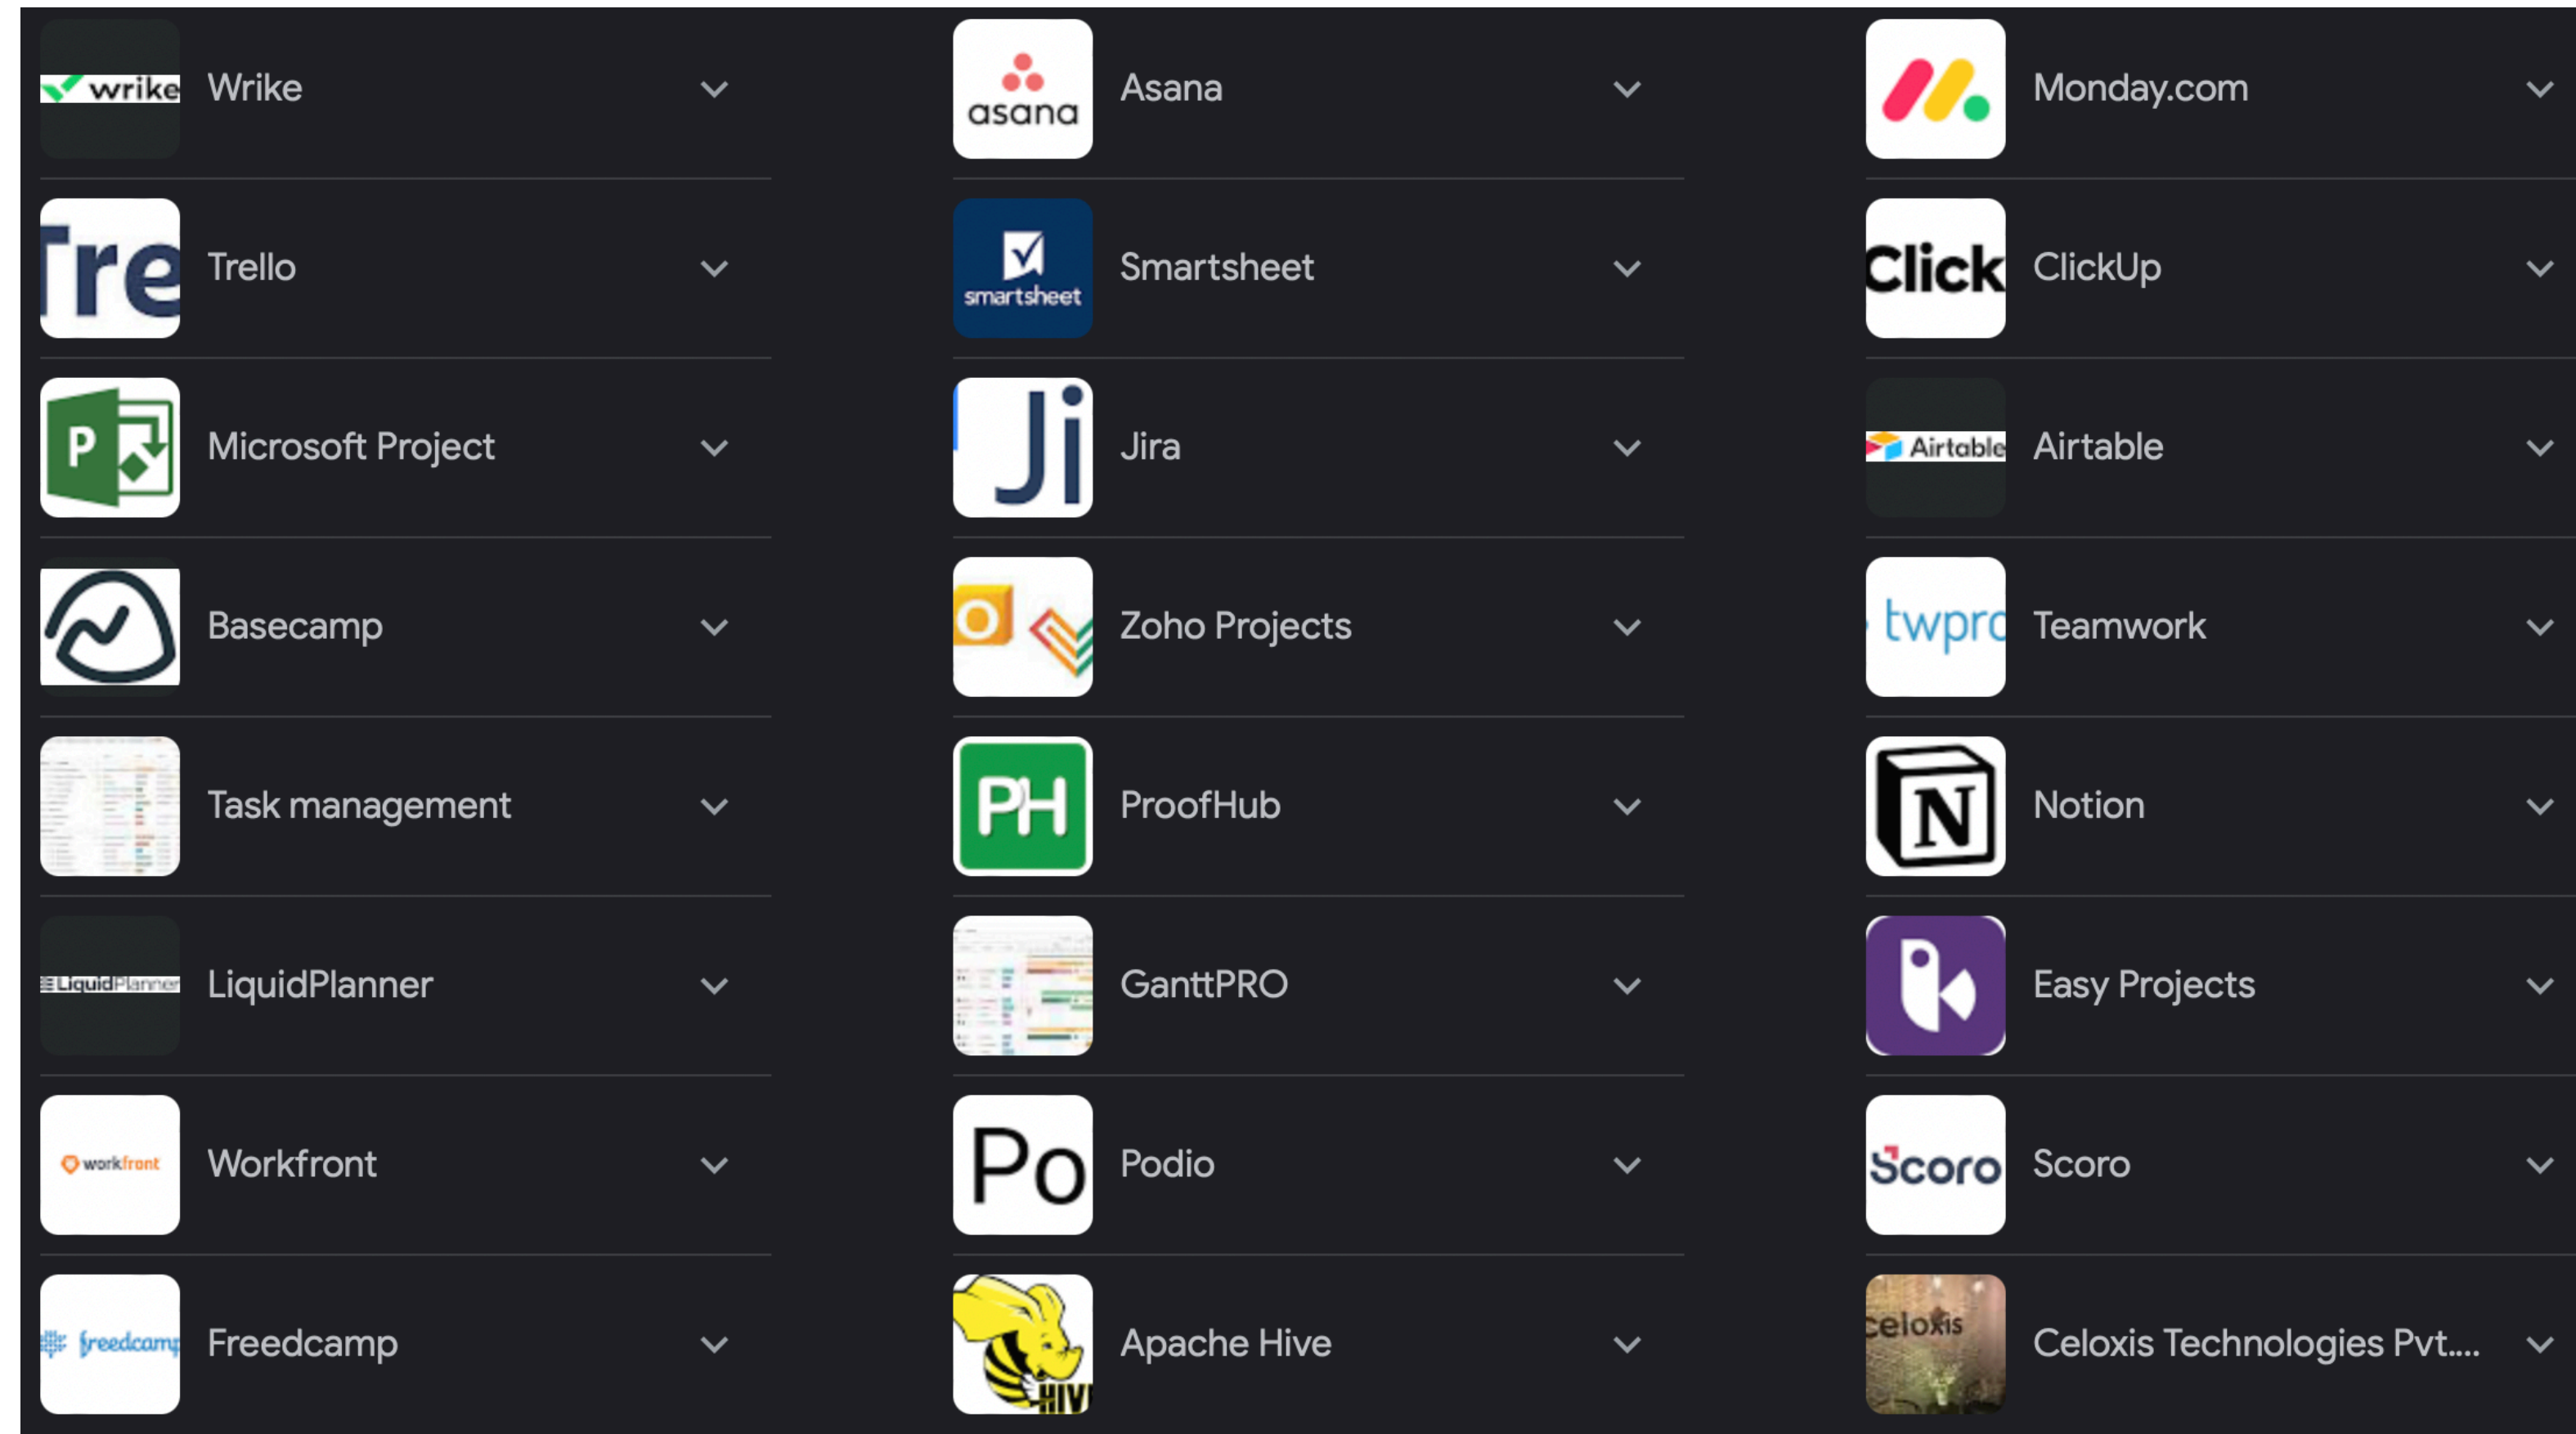 wrike Wrike
asana Asana
Monday.com
Tre Trello
smartsheet Smartsheet
Click ClickUp
P Microsoft Project
Ji Jira
Airtable Airtable
Basecamp
O Zoho Projects
twpro Teamwork
Task management
PH ProofHub
N Notion
LiquidPlanner LiquidPlanner
GanttPRO
Easy Projects
workfront Workfront
Po Podio
Scoro Scoro
freedcamp Freedcamp
HIV Apache Hive
celoxis Celoxis Technologies Pvt....